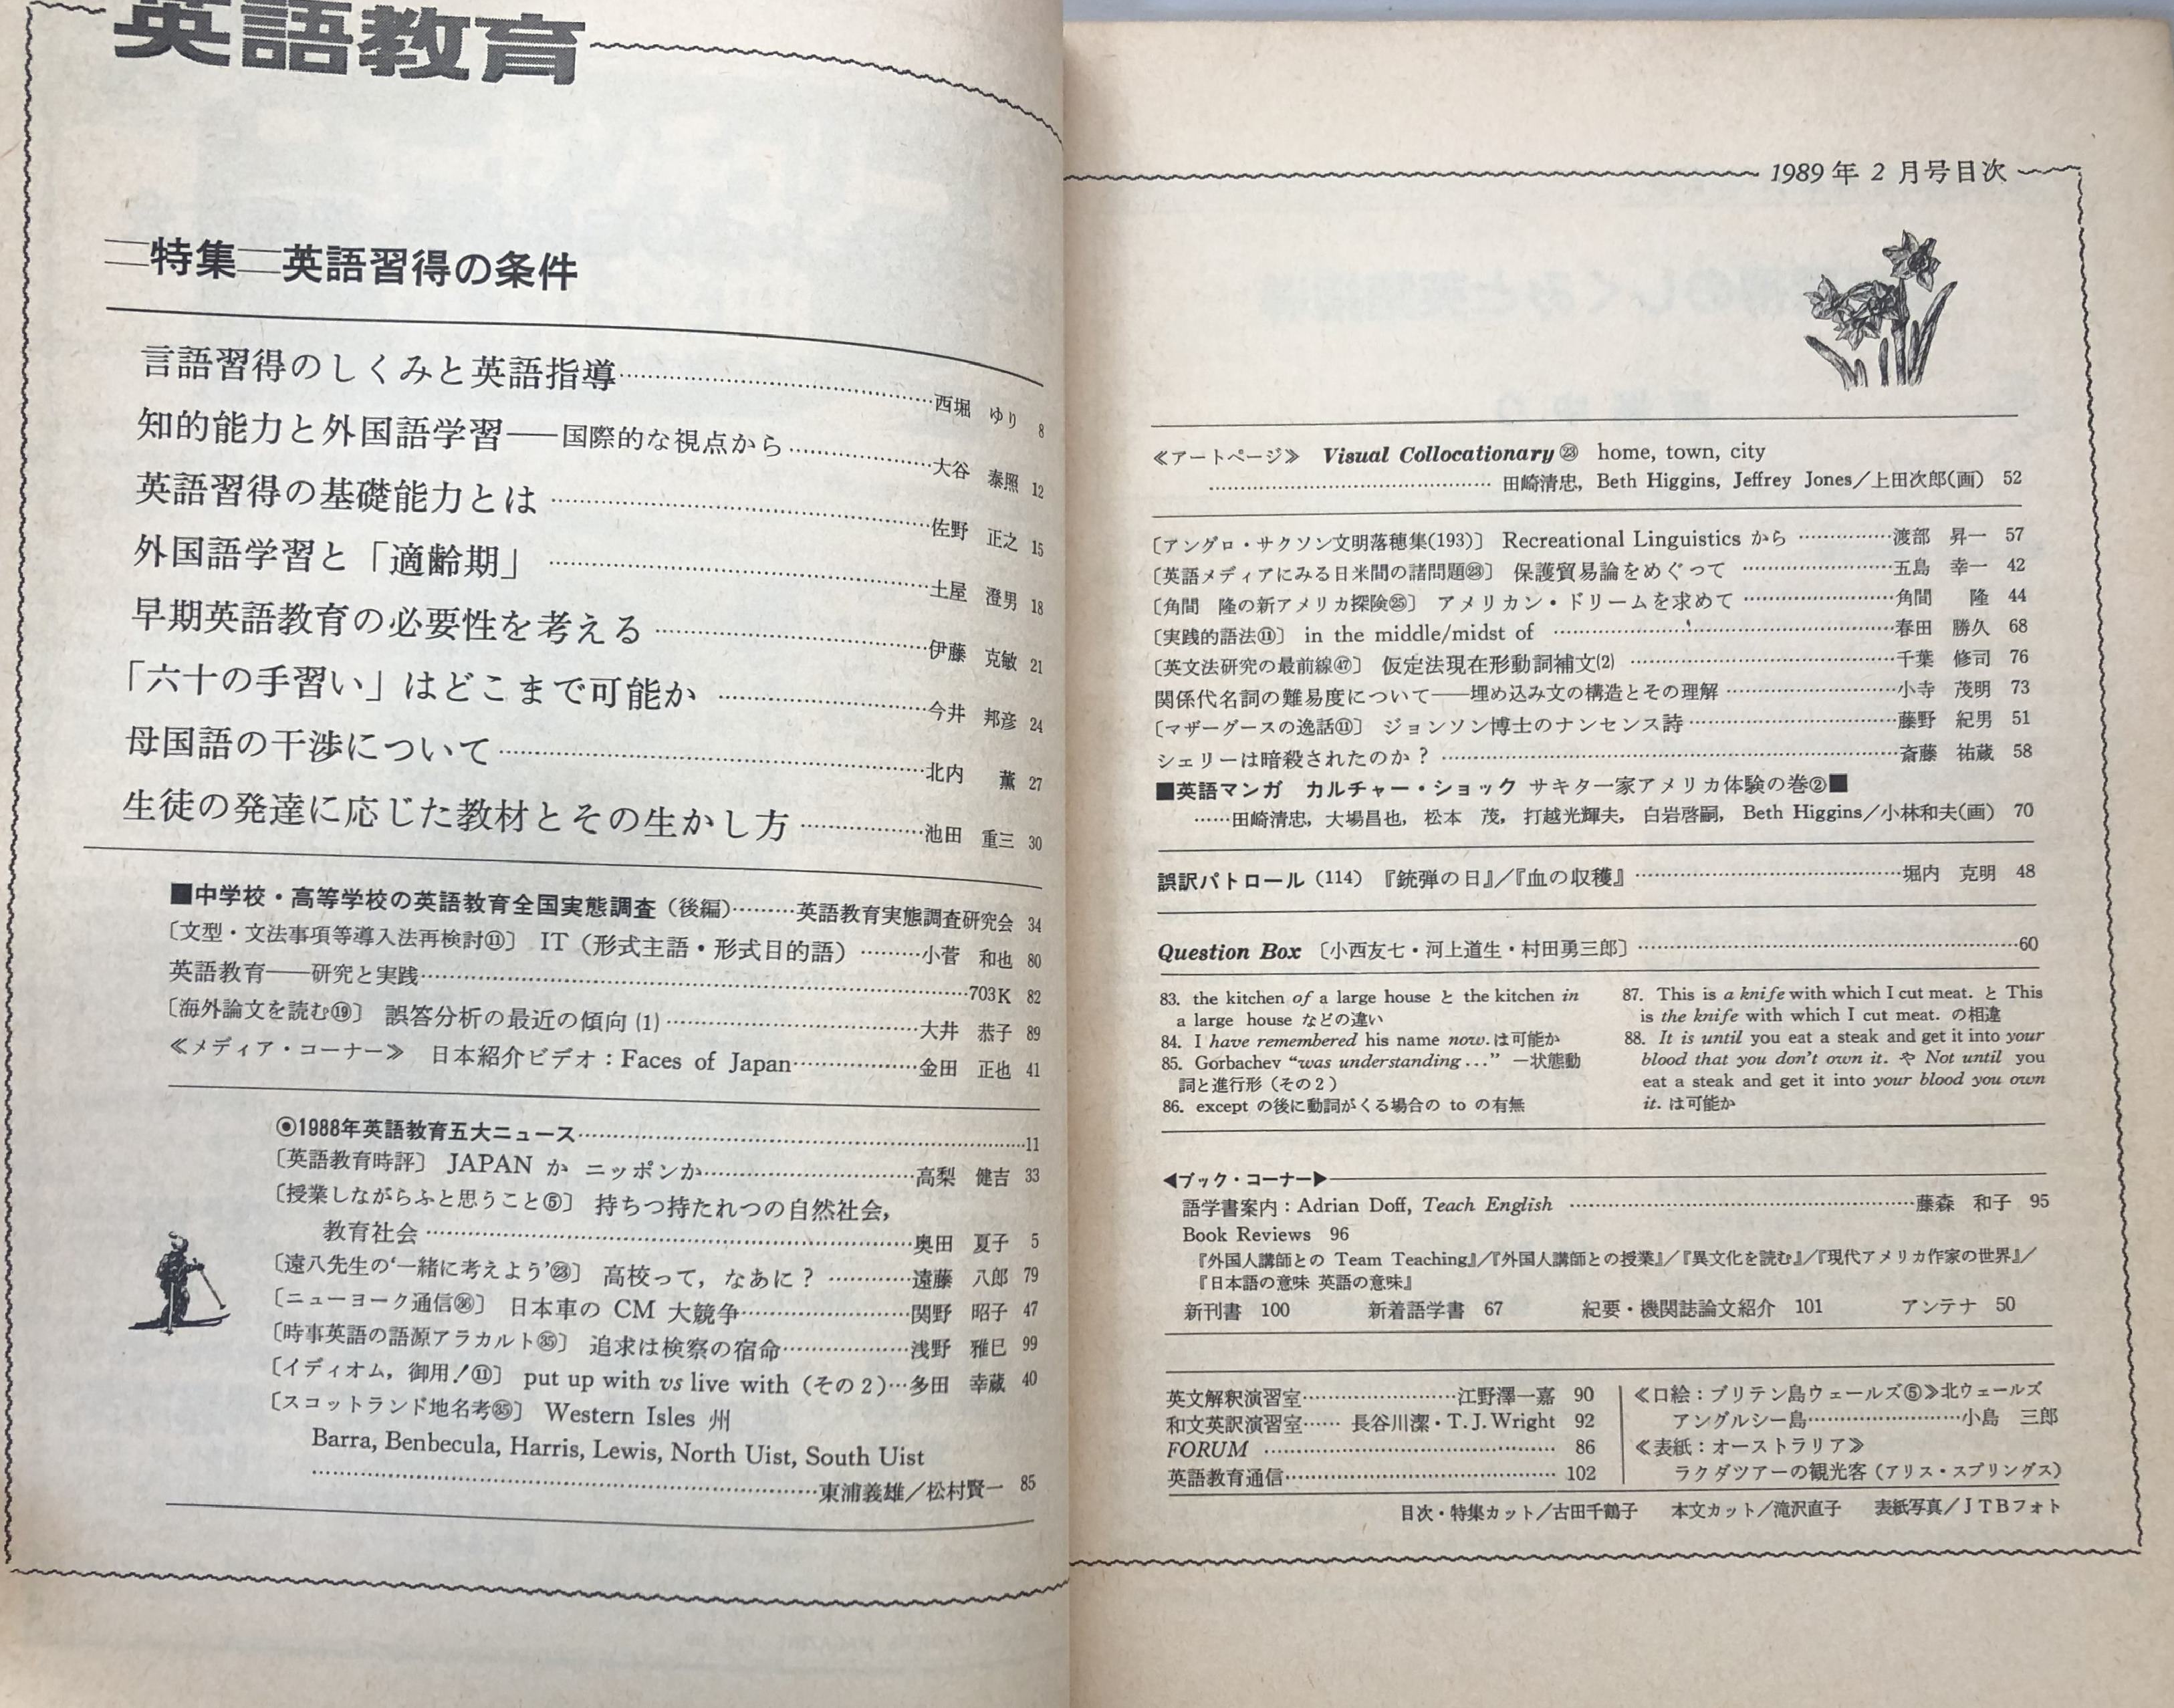 英語教育
特集 英語習得の条件
言語習得のしくみと英語指導……西堀 ゆり 8
知的能力と外国語学習――国際的な視点から……大谷 泰照 12
英語習得の基礎能力とは……佐野 正之 15
外国語学習と「適齢期」……土屋 澄男 18
早期英語教育の必要性を考える……伊藤 克敏 21
「六十の手習い」はどこまで可能か……今井 邦彦 24
母国語の干渉について……北内 薫 27
生徒の発達に応じた教材とその生かし方……池田 重三 30
■中学校・高等学校の英語教育全国実態調査（後編）……英語教育実態調査研究会 34
〔文型・文法事項等導入法再検討⑪〕 IT（形式主語・形式目的語）……小菅 和也 80
英語教育――研究と実践……703K 82
〔海外論文を読む⑲〕 誤答分析の最近の傾向(1)……大井 恭子 89
≪メディア・コーナー≫ 日本紹介ビデオ：Faces of Japan……金田 正也 41
◉1988年英語教育五大ニュース……11
〔英語教育時評〕 JAPAN か ニッポンか……高梨 健吉 33
〔授業しながらふと思うこと⑤〕 持ちつ持たれつの自然社会,
教育社会……奥田 夏子 5
〔遠八先生の‘一緒に考えよう’㉓〕 高校って，なあに？……遠藤 八郎 79
〔ニューヨーク通信㊱〕 日本車の CM 大競争……関野 昭子 47
〔時事英語の語源アラカルト㉟〕 追求は検察の宿命……浅野 雅巳 99
〔イディオム，御用！⑪〕 put up with vs live with（その2）…多田 幸蔵 40
〔スコットランド地名考㉟〕 Western Isles 州
Barra, Benbecula, Harris, Lewis, North Uist, South Uist
……東浦義雄／松村賢一 85
1989年 2 月号目次
≪アートページ≫ Visual Collocationary㉓ home, town, city
……田崎清忠, Beth Higgins, Jeffrey Jones／上田次郎(画) 52
〔アングロ・サクソン文明落穂集(193)〕 Recreational Linguistics から……渡部 昇一 57
〔英語メディアにみる日米間の諸問題㉓〕 保護貿易論をめぐって……五島 幸一 42
〔角間 隆の新アメリカ探険㉕〕 アメリカン・ドリームを求めて……角間 隆 44
〔実践的語法⑪〕 in the middle/midst of……春田 勝久 68
〔英文法研究の最前線㊼〕 仮定法現在形動詞補文(2)……千葉 修司 76
関係代名詞の難易度について――埋め込み文の構造とその理解……小寺 茂明 73
〔マザーグースの逸話⑪〕 ジョンソン博士のナンセンス詩……藤野 紀男 51
シェリーは暗殺されたのか？……斎藤 祐蔵 58
■英語マンガ カルチャー・ショック サキタ一家アメリカ体験の巻②■
……田崎清忠, 大場昌也, 松本 茂, 打越光輝夫, 白岩啓嗣, Beth Higgins／小林和夫(画) 70
誤訳パトロール（114）『銃弾の日』／『血の収穫』……堀内 克明 48
Question Box 〔小西友七・河上道生・村田勇三郎〕……60
83. the kitchen of a large house と the kitchen in
a large house などの違い
84. I have remembered his name now. は可能か
85. Gorbachev “was understanding...” ―状態動
詞と進行形（その2）
86. except の後に動詞がくる場合の to の有無
87. This is a knife with which I cut meat. と This
is the knife with which I cut meat. の相違
88. It is until you eat a steak and get it into your
blood that you don't own it. や Not until you
eat a steak and get it into your blood you own
it. は可能か
◀ブック・コーナー▶
語学書案内：Adrian Doff, Teach English……藤森 和子 95
Book Reviews 96
『外国人講師との Team Teaching』／『外国人講師との授業』／『異文化を読む』／『現代アメリカ作家の世界』／
『日本語の意味 英語の意味』
新刊書 100 新着語学書 67 紀要・機関誌論文紹介 101 アンテナ 50
英文解釈演習室……江野澤一嘉 90
和文英訳演習室……長谷川潔・T.J.Wright 92
FORUM……86
英語教育通信……102
≪口絵：ブリテン島ウェールズ⑤≫北ウェールズ
アングルシー島……小島 三郎
≪表紙：オーストラリア≫
ラクダツアーの観光客（アリス・スプリングス）
目次・特集カット／古田千鶴子 本文カット／滝沢直子 表紙写真／JTBフォト